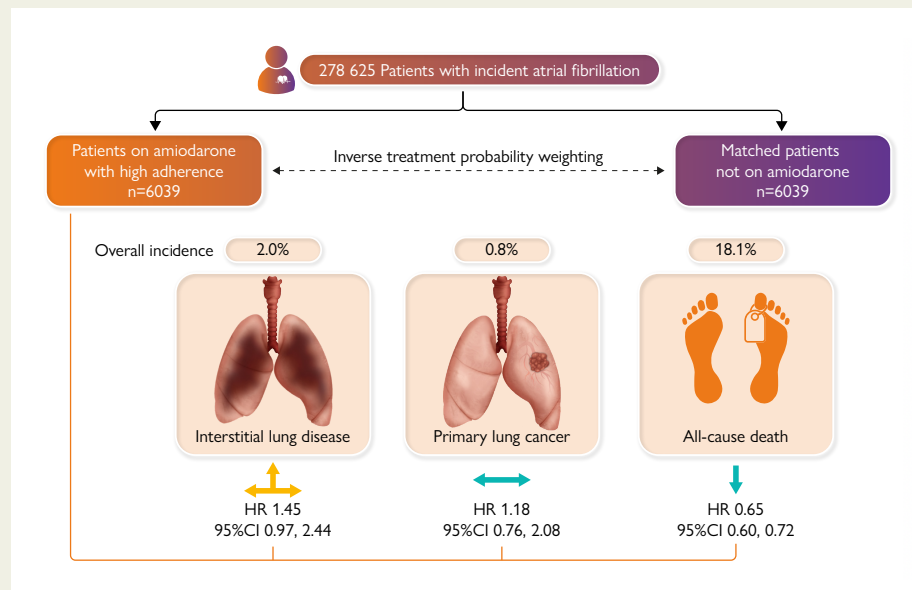 278 625 Patients with incident atrial fibrillation
Patients on amiodarone
with high adherence
n=6039
Inverse treatment probability weighting
Matched patients
not on amiodarone
n=6039
Overall incidence
2.0%
0.8%
18.1%
Interstitial lung disease
Primary lung cancer
All-cause death
HR 1.45
95%CI 0.97, 2.44
HR 1.18
95%CI 0.76, 2.08
HR 0.65
95%CI 0.60, 0.72